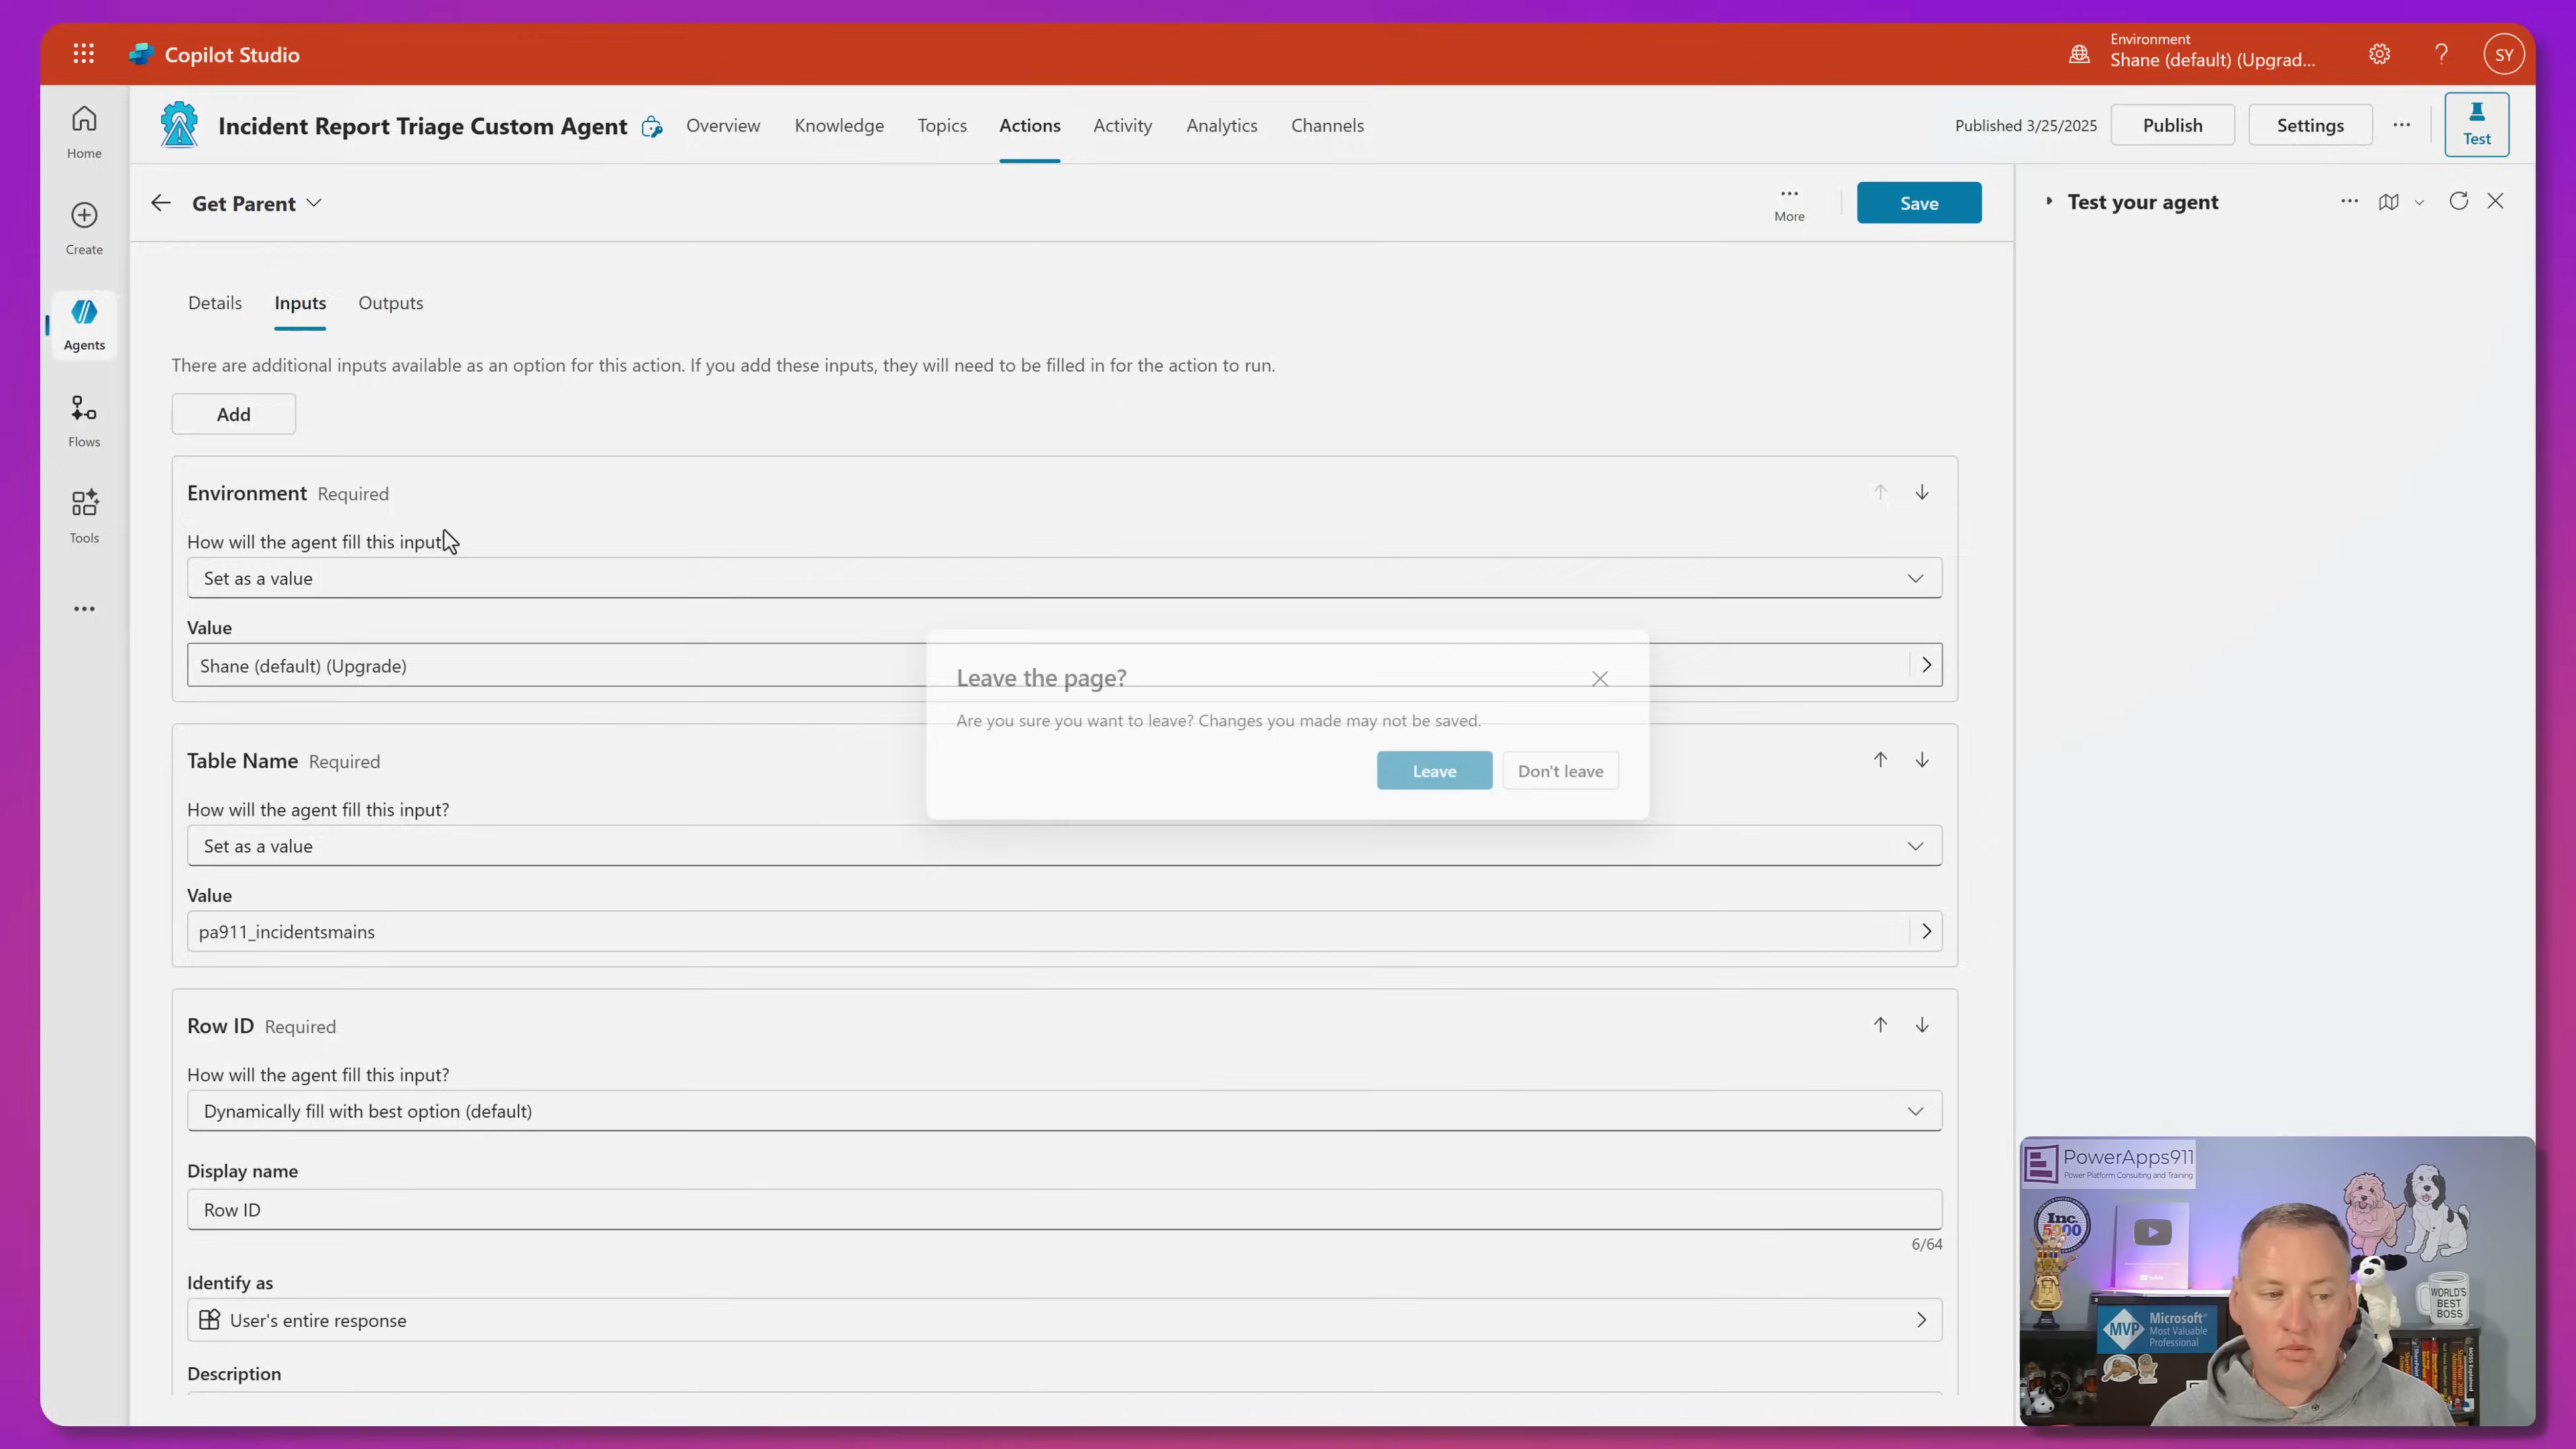 Copilot Studio
Environment
Shane (default) (Upgrad...
SY
Incident Report Triage Custom Agent
Overview
Knowledge
Topics
Actions
Activity
Analytics
Channels
Published 3/25/2025
Publish
Settings
Test
Home
Create
Agents
Flows
Tools
Get Parent
More
Save
Test your agent
Details
Inputs
Outputs
There are additional inputs available as an option for this action. If you add these inputs, they will need to be filled in for the action to run.
Add
Environment Required
How will the agent fill this input?
Set as a value
Value
Shane (default) (Upgrade)
Leave the page?
Are you sure you want to leave? Changes you made may not be saved.
Leave
Don't leave
Table Name Required
How will the agent fill this input?
Set as a value
Value
pa911_incidentsmains
Row ID Required
How will the agent fill this input?
Dynamically fill with best option (default)
Display name
Row ID
6/64
Identify as
User's entire response
Description
PowerApps911
Power Platform Consulting and Training
Inc.
5000
MVP
Microsoft
Most Valuable
Professional
WORLD'S
BEST
BOSS